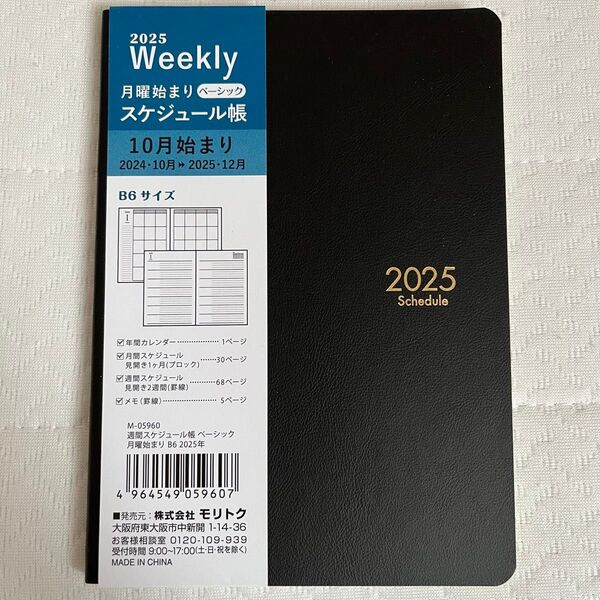 2025
Weekly
月曜始まり ベーシック
スケジュール帳
10月始まり
2024・10月▸▸2025・12月
B6サイズ
1
1
☑年間カレンダー………………1ページ
☑月間スケジュール
見開き1ヶ月(ブロック)……30ページ
☑週間スケジュール
見開き2週間(罫線)………68ページ
☑メモ(罫線)…………………5ページ
M-05960
週間スケジュール帳 ベーシック
月曜始まり B6 2025年
4 964549 059607
■発売元：株式会社 モリトク
大阪府東大阪市中新開 1-14-36
お客様相談室 0120-109-939
受付時間 9:00~17:00(土・日・祝を除く)
MADE IN CHINA
2025
Schedule